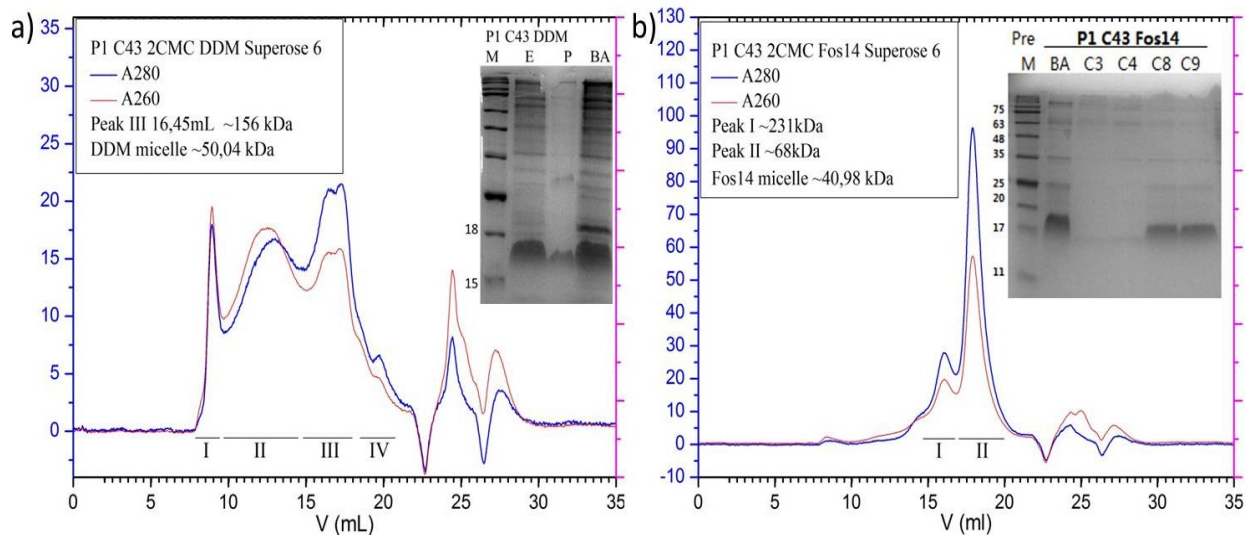 a)
P1 C43 2CMC DDM Superose 6
A280
A260
Peak III 16,45mL ~156 kDa
DDM micelle ~50,04 kDa
P1 C43 DDM
M E P BA
18
15
35
30
25
20
15
10
5
0
I II III IV
0 5 10 15 20 25 30 35
V (mL)
b)
P1 C43 2CMC Fos14 Superose 6
A280
A260
Peak I ~231kDa
Peak II ~68kDa
Fos14 micelle ~40,98 kDa
Pre P1 C43 Fos14
M BA C3 C4 C8 C9
75
63
48
35
25
20
17
11
130
120
110
100
90
80
70
60
50
40
30
20
10
0
-10
I II
0 5 10 15 20 25 30 35
V (ml)